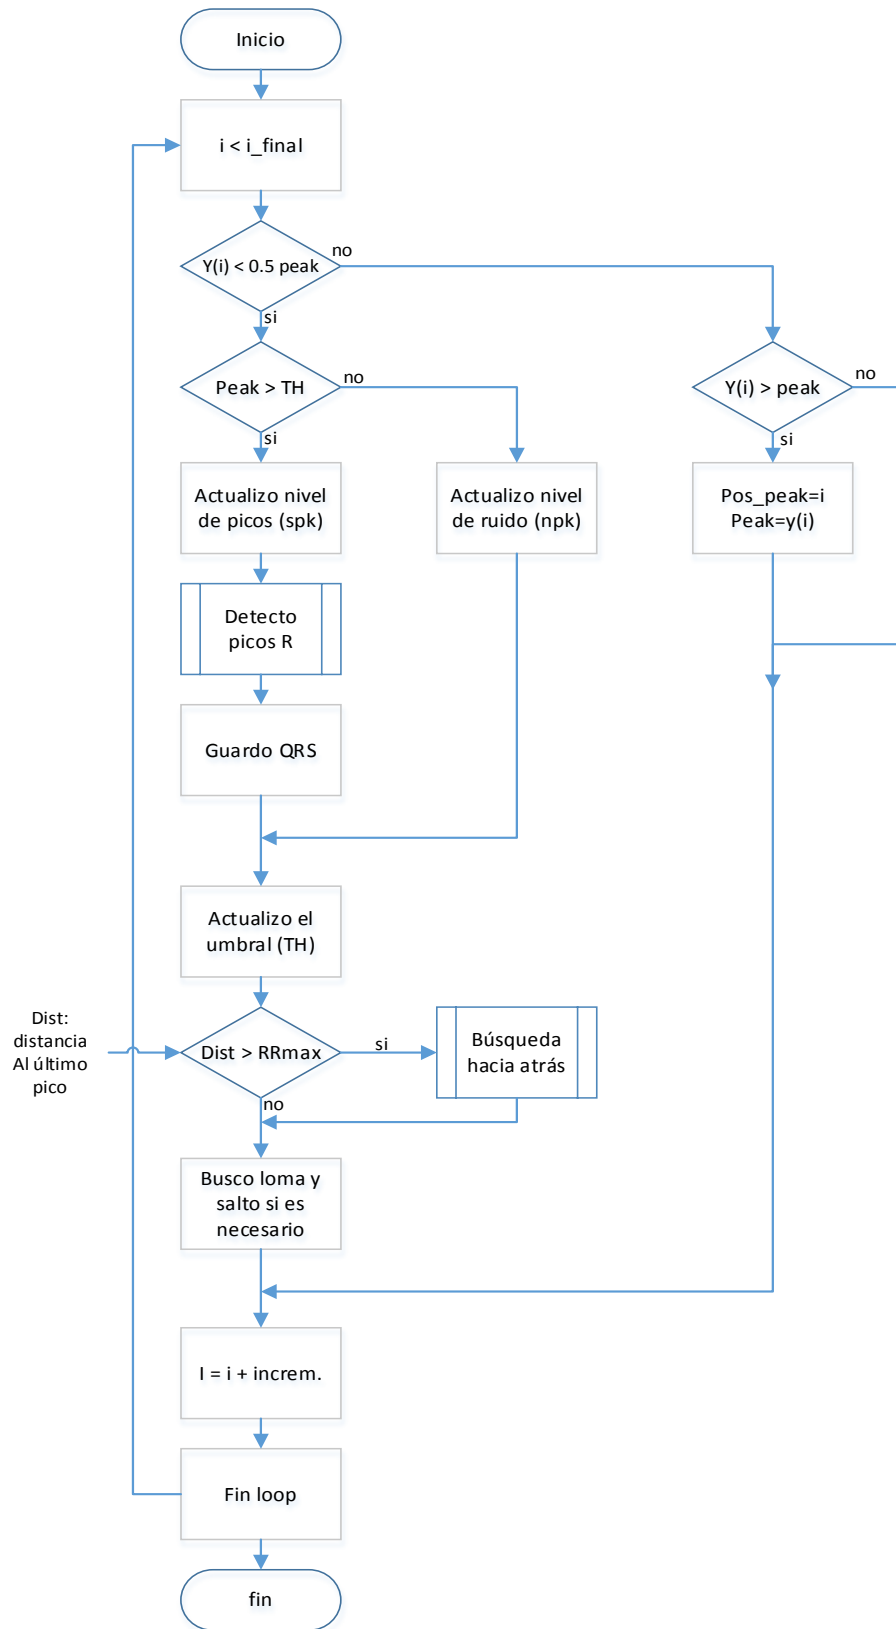 Inicio
i < i_final
Y(i) < 0.5 peak
no
si
Peak > TH
no
si
Y(i) > peak
no
si
Actualizo nivel
de picos (spk)
Actualizo nivel
de ruido (npk)
Pos_peak=i
Peak=y(i)
Detecto
picos R
Guardo QRS
Actualizo el
umbral (TH)
Dist:
distancia
Al último
pico
Dist > RRmax
si
no
Búsqueda
hacia atrás
Busco loma y
salto si es
necesario
I = i + increm.
Fin loop
fin